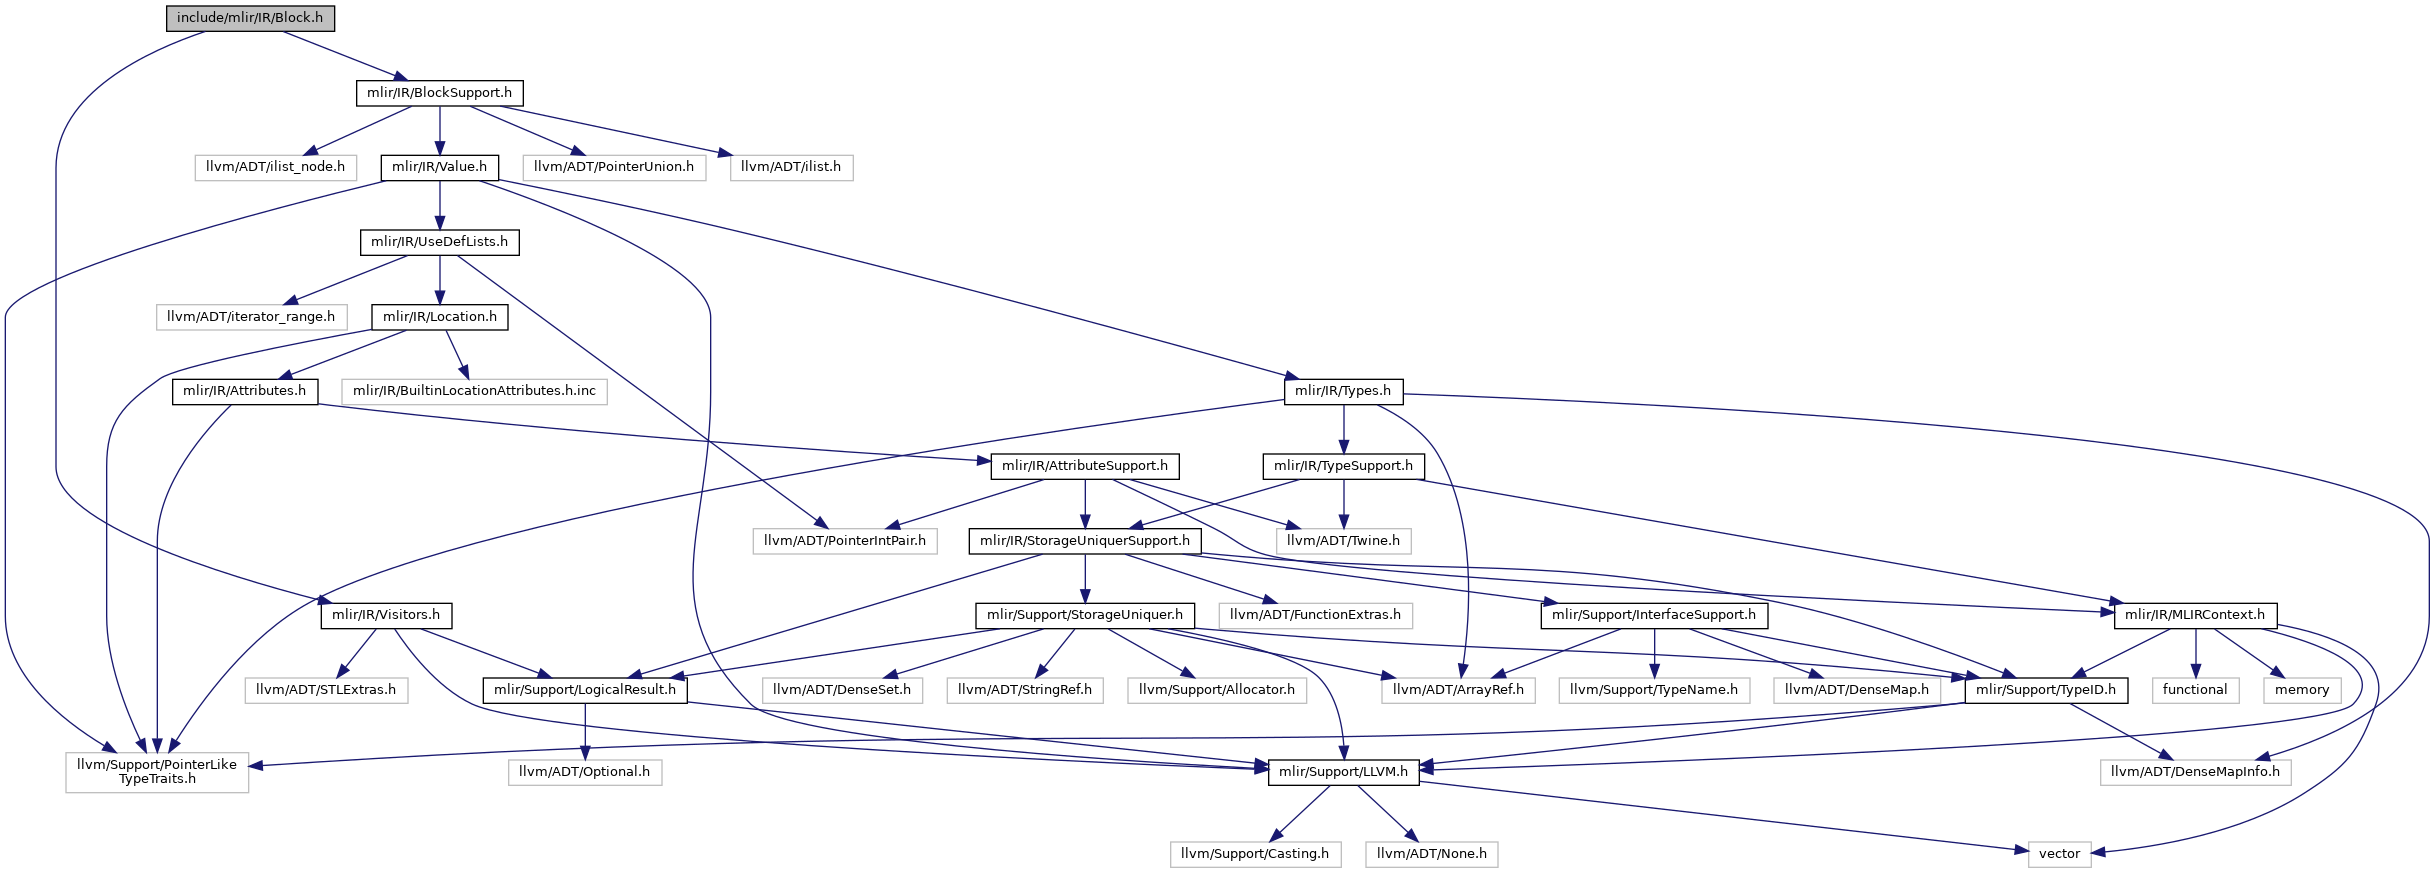 include/mlir/IR/Block.h
mlir/IR/BlockSupport.h
llvm/ADT/ilist_node.h
mlir/IR/Value.h
llvm/ADT/PointerUnion.h
llvm/ADT/ilist.h
mlir/IR/UseDefLists.h
llvm/ADT/iterator_range.h
mlir/IR/Location.h
mlir/IR/Attributes.h
mlir/IR/BuiltinLocationAttributes.h.inc
mlir/IR/Types.h
mlir/IR/AttributeSupport.h
mlir/IR/TypeSupport.h
llvm/ADT/PointerIntPair.h
mlir/IR/StorageUniquerSupport.h
llvm/ADT/Twine.h
mlir/IR/Visitors.h
mlir/Support/StorageUniquer.h
llvm/ADT/FunctionExtras.h
mlir/Support/InterfaceSupport.h
mlir/IR/MLIRContext.h
llvm/ADT/STLExtras.h
mlir/Support/LogicalResult.h
llvm/ADT/DenseSet.h
llvm/ADT/StringRef.h
llvm/Support/Allocator.h
llvm/ADT/ArrayRef.h
llvm/Support/TypeName.h
llvm/ADT/DenseMap.h
mlir/Support/TypeID.h
functional
memory
llvm/Support/PointerLike
TypeTraits.h
llvm/ADT/Optional.h
mlir/Support/LLVM.h
llvm/ADT/DenseMapInfo.h
llvm/Support/Casting.h
llvm/ADT/None.h
vector